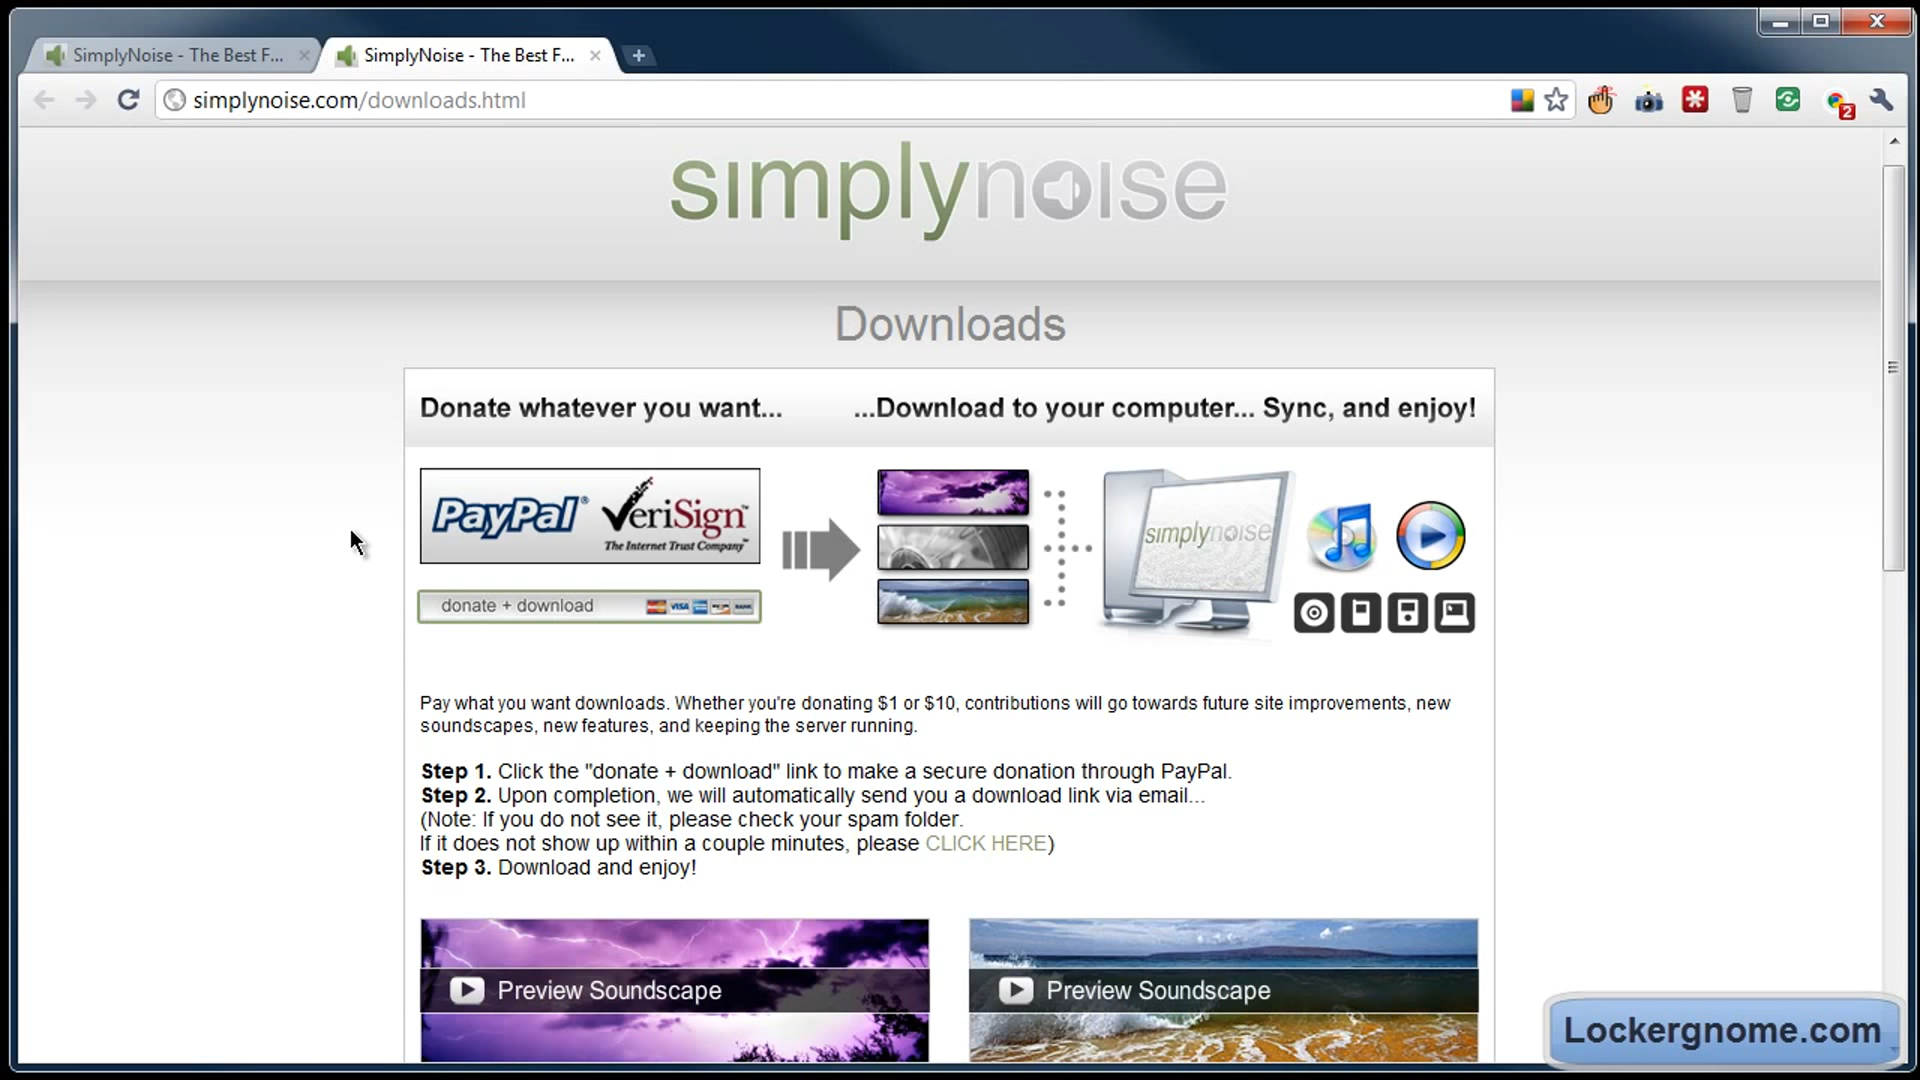 SimplyNoise - The Best F...
SimplyNoise - The Best F...
simplynoise.com/downloads.html
2
simplynoise
Downloads
Donate whatever you want...
...Download to your computer... Sync, and enjoy!
PayPal®
VeriSign™
The Internet Trust Company™
simplynoise
donate + download
VISA
Pay what you want downloads. Whether you're donating $1 or $10, contributions will go towards future site improvements, new
soundscapes, new features, and keeping the server running.
Step 1. Click the "donate + download" link to make a secure donation through PayPal.
Step 2. Upon completion, we will automatically send you a download link via email...
(Note: If you do not see it, please check your spam folder.
If it does not show up within a couple minutes, please CLICK HERE)
Step 3. Download and enjoy!
Preview Soundscape
Preview Soundscape
Lockergnome.com